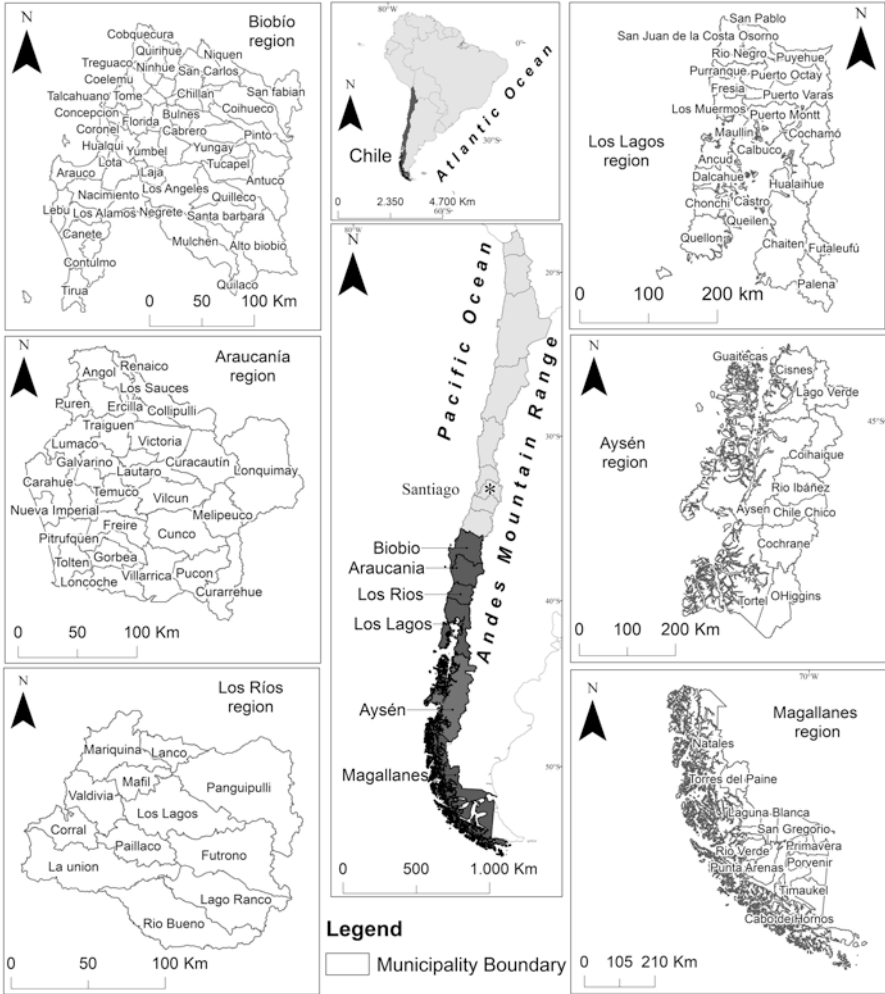 N
Biobío
region
Cobquecura
Quirihue
Niquen
Treguaco
Ninhue
San Carlos
Coelemu
San fabian
Talcahuano
Tome
Chillan
Coihueco
Concepcion
Florida
Bulnes
Coronel
Cabrero
Pinto
Hualqui
Yumbel
Yungay
Lota
Tucapel
Arauco
Laja
Antuco
Nacimiento
Los Angeles
Quilleco
Lebu
Los Alamos
Negrete
Santa barbara
Canete
Mulchen
Alto biobio
Contulmo
Quilaco
Tirua
0 50 100 Km
N
Araucanía
region
Renaico
Angol
Los Sauces
Puren
Ercilla
Collipulli
Traiguen
Lumaco
Victoria
Galvarino
Curacautín
Lonquimay
Carahue
Lautaro
Temuco
Vilcun
Nueva Imperial
Melipeuco
Freire
Pitrufqüen
Cunco
Gorbea
Tolten
Villarrica
Pucon
Loncoche
Curarrehue
0 50 100 Km
N
Los Ríos
region
Mariquina
Lanco
Mafil
Panguipulli
Valdivia
Los Lagos
Corral
Paillaco
La union
Futrono
Lago Ranco
Rio Bueno
0 50 100 Km
80°W
0°
N
Atlantic Ocean
30°S
Chile
0 2.350 4.700 Km
60°S
80°W
N
20°S
Pacific Ocean
Andes Mountain Range
30°S
Santiago
*
Biobio
Araucania
Los Rios
40°S
Los Lagos
Aysén
Magallanes
50°S
0 500 1.000 Km
Legend
Municipality Boundary
N
Los Lagos
region
San Pablo
San Juan de la Costa
Osorno
Rio Negro
Puyehue
Purranque
Puerto Octay
Fresia
Puerto Varas
Los Muermos
Puerto Montt
Maullin
Cochamó
Calbuco
Ancud
Dalcahue
Hualaihue
Chonchi
Castro
Queilen
Quellon
Chaiten
Futaleufú
Palena
0 100 200 km
N
Aysén
region
Guaitecas
Cisnes
Lago Verde
45°S
Coihaique
Rio Ibáñez
Aysen
Chile Chico
Cochrane
Tortel
OHiggins
0 100 200 Km
70°W
N
Magallanes
region
Natales
Torres del Paine
Laguna Blanca
San Gregorio
Rio Verde
Primavera
Porvenir
Punta Arenas
Timaukel
Cabo de Hornos
0 105 210 Km